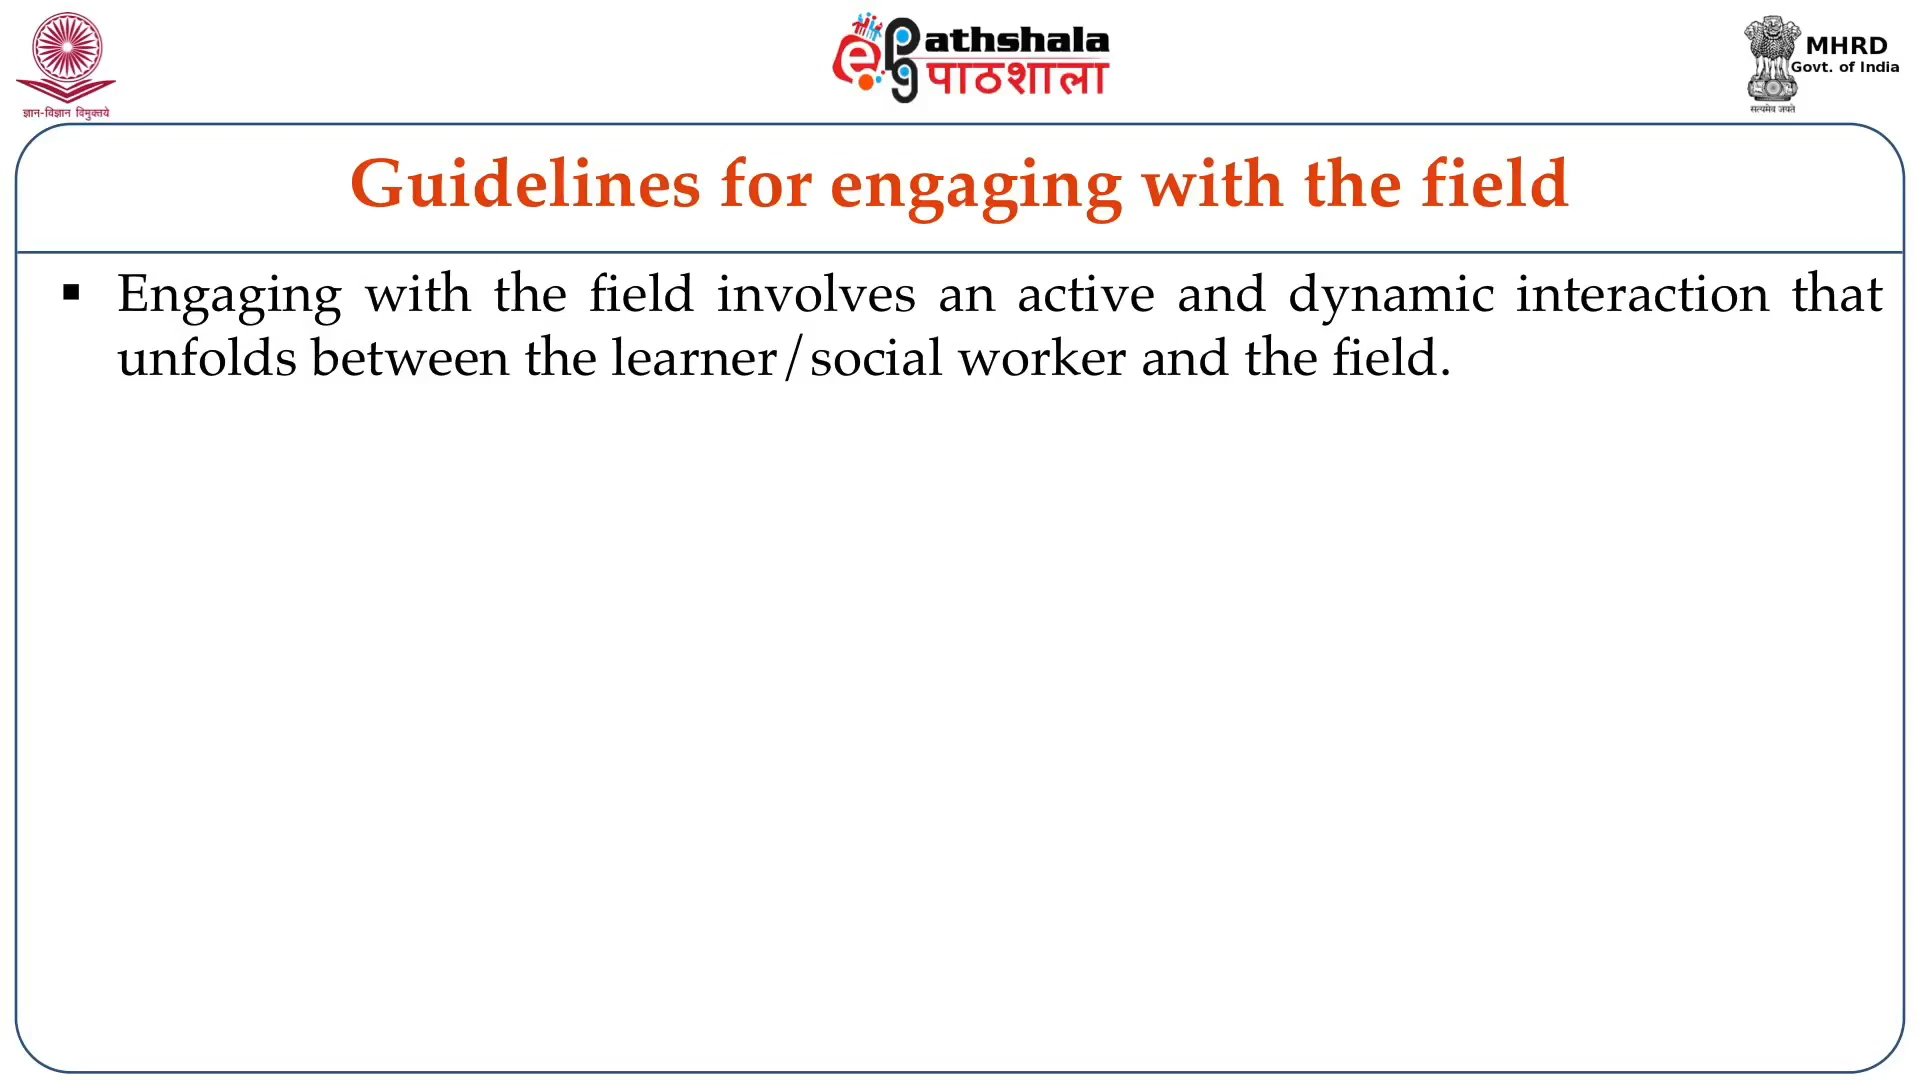 ज्ञान-विज्ञान विमुक्तये
ePathshala
पाठशाला
MHRD
Govt. of India
सत्यमेव जयते
Guidelines for engaging with the field
▪ Engaging with the field involves an active and dynamic interaction that
unfolds between the learner/social worker and the field.